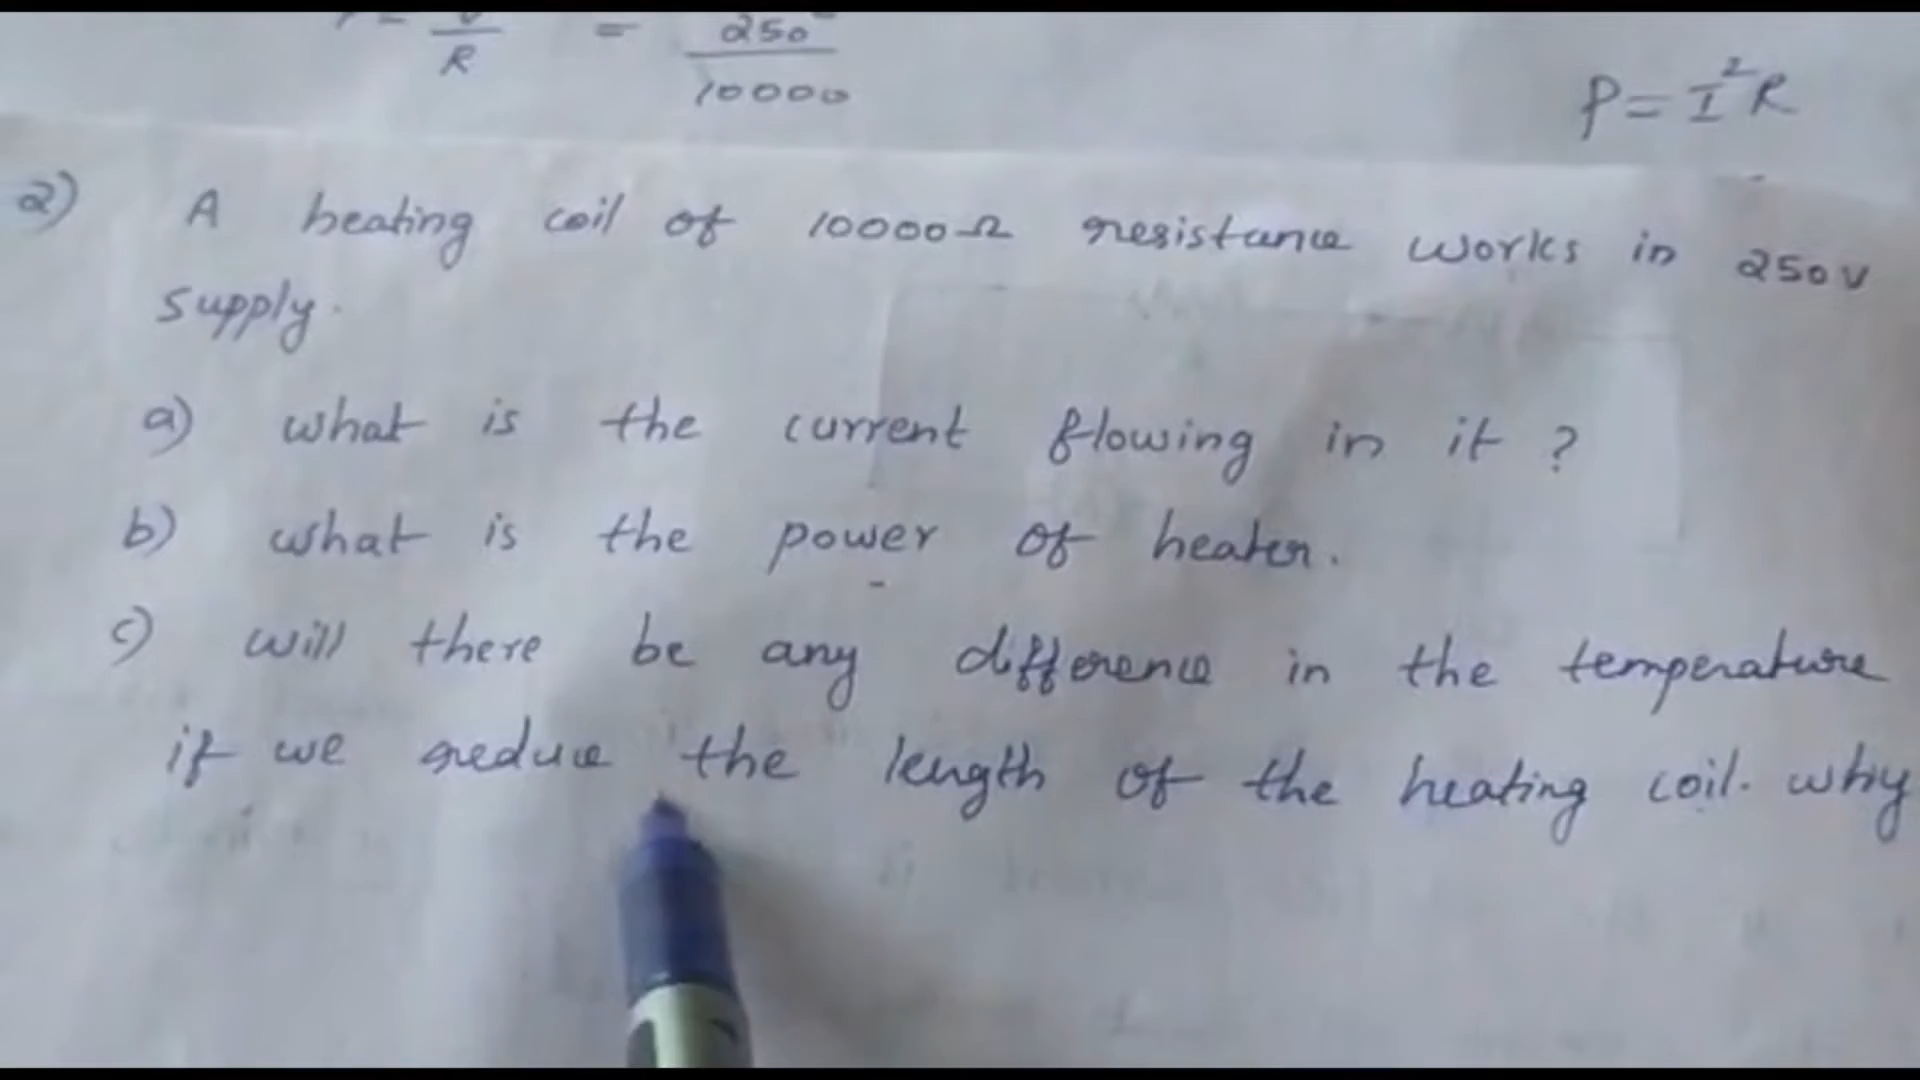 R = 250
10000
P = I²R
2) A heating coil of 10000Ω resistance works in 250V
supply.
a) what is the current flowing in it ?
b) what is the power of heater.
c) will there be any difference in the temperature
if we reduce the length of the heating coil. why